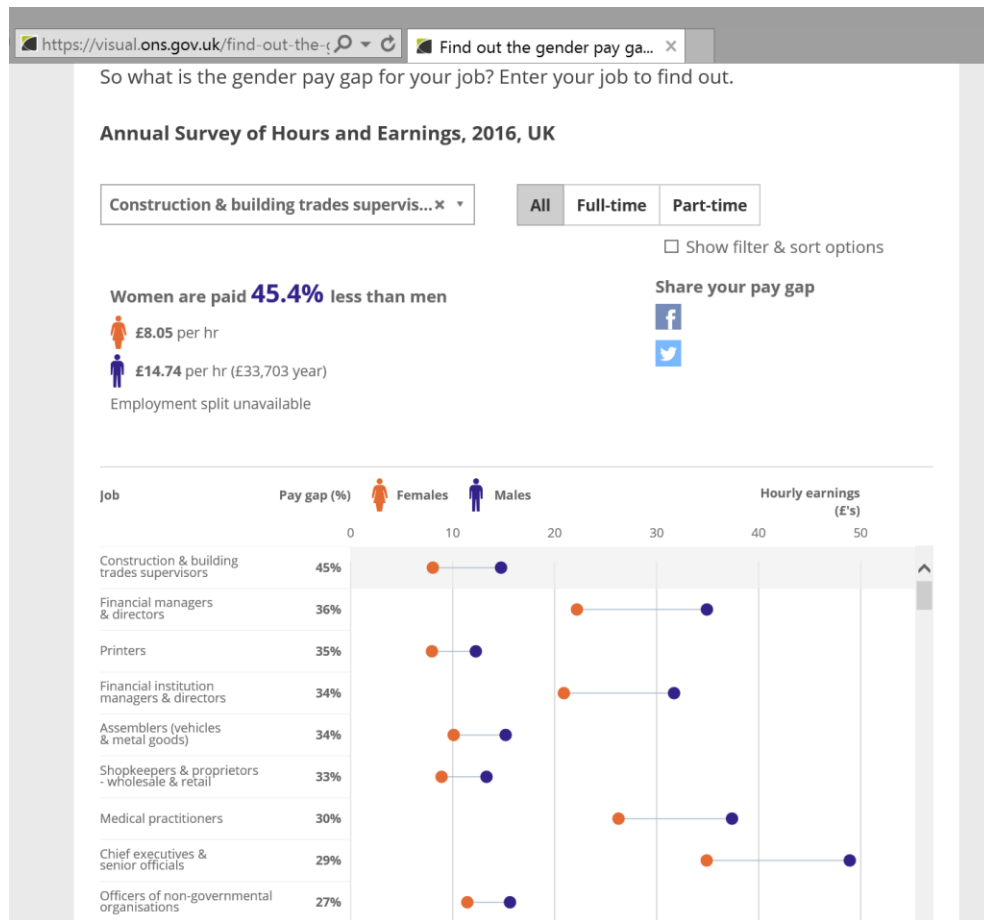 https://visual.ons.gov.uk/find-out-the-
Find out the gender pay ga... ×
So what is the gender pay gap for your job? Enter your job to find out.
Annual Survey of Hours and Earnings, 2016, UK
Construction & building trades supervis...×
All Full-time Part-time
Show filter & sort options
Women are paid 45.4% less than men
£8.05 per hr
£14.74 per hr (£33,703 year)
Employment split unavailable
Share your pay gap
Job Pay gap (%) Females Males Hourly earnings
(£'s)
0 10 20 30 40 50
Construction & building
trades supervisors
45%
Financial managers
& directors
36%
Printers 35%
Financial institution
managers & directors
34%
Assemblers (vehicles
& metal goods)
34%
Shopkeepers & proprietors
- wholesale & retail
33%
Medical practitioners 30%
Chief executives &
senior officials
29%
Officers of non-governmental
organisations
27%